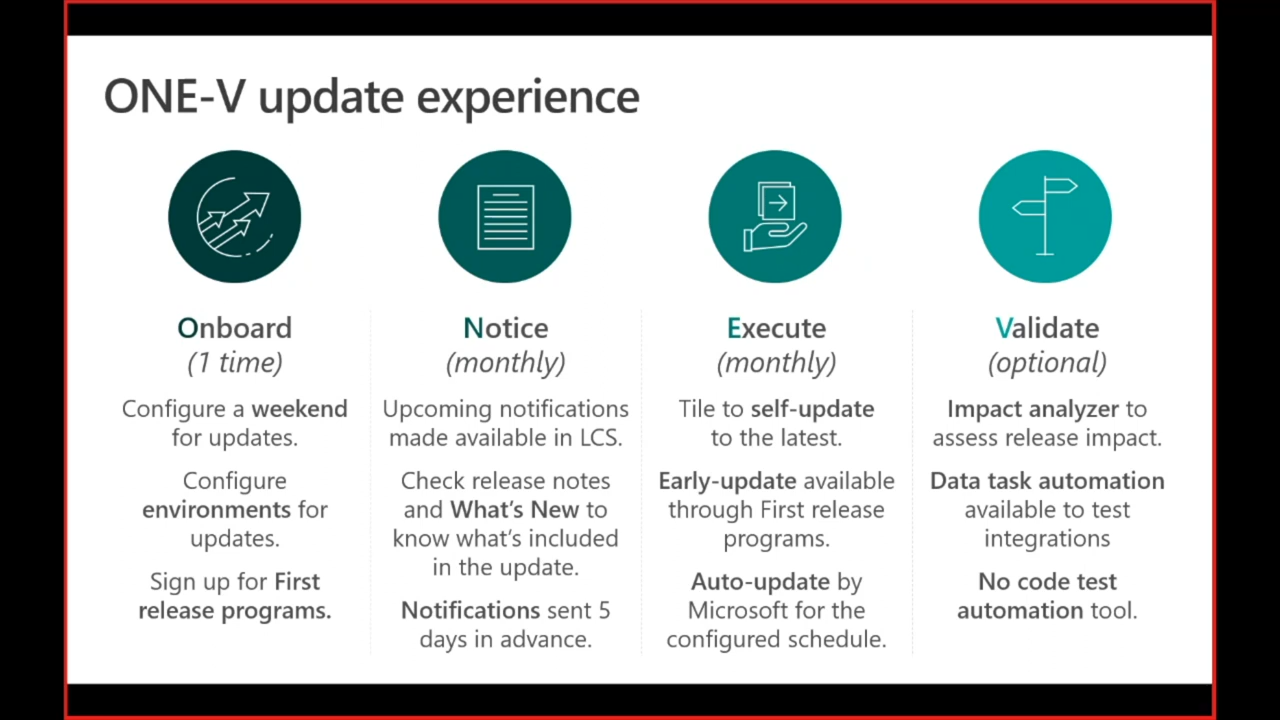 ONE-V update experience
Onboard
(1 time)
Configure a weekend
for updates.
Configure
environments for
updates.
Sign up for First
release programs.
Notice
(monthly)
Upcoming notifications
made available in LCS.
Check release notes
and What's New to
know what's included
in the update.
Notifications sent 5
days in advance.
Execute
(monthly)
Tile to self-update
to the latest.
Early-update available
through First release
programs.
Auto-update by
Microsoft for the
configured schedule.
Validate
(optional)
Impact analyzer to
assess release impact.
Data task automation
available to test
integrations
No code test
automation tool.